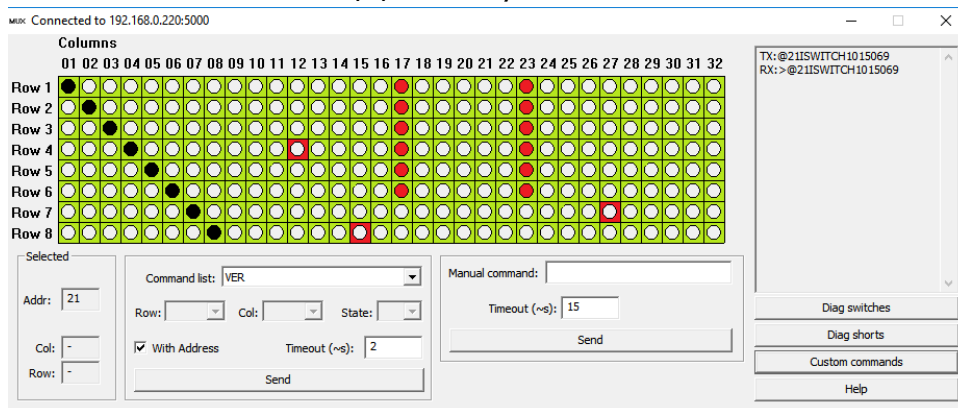 MUX Connected to 192.168.0.220:5000
Columns
01 02 03 04 05 06 07 08 09 10 11 12 13 14 15 16 17 18 19 20 21 22 23 24 25 26 27 28 29 30 31 32
Row 1
Row 2
Row 3
Row 4
Row 5
Row 6
Row 7
Row 8
TX:@21ISWITCH1015069
RX:>@21ISWITCH1015069
Selected
Addr: 21
Col: -
Row: -
Command list: VER
Row: Col: State:
With Address Timeout (~s): 2
Send
Manual command:
Timeout (~s): 15
Send
Diag switches
Diag shorts
Custom commands
Help